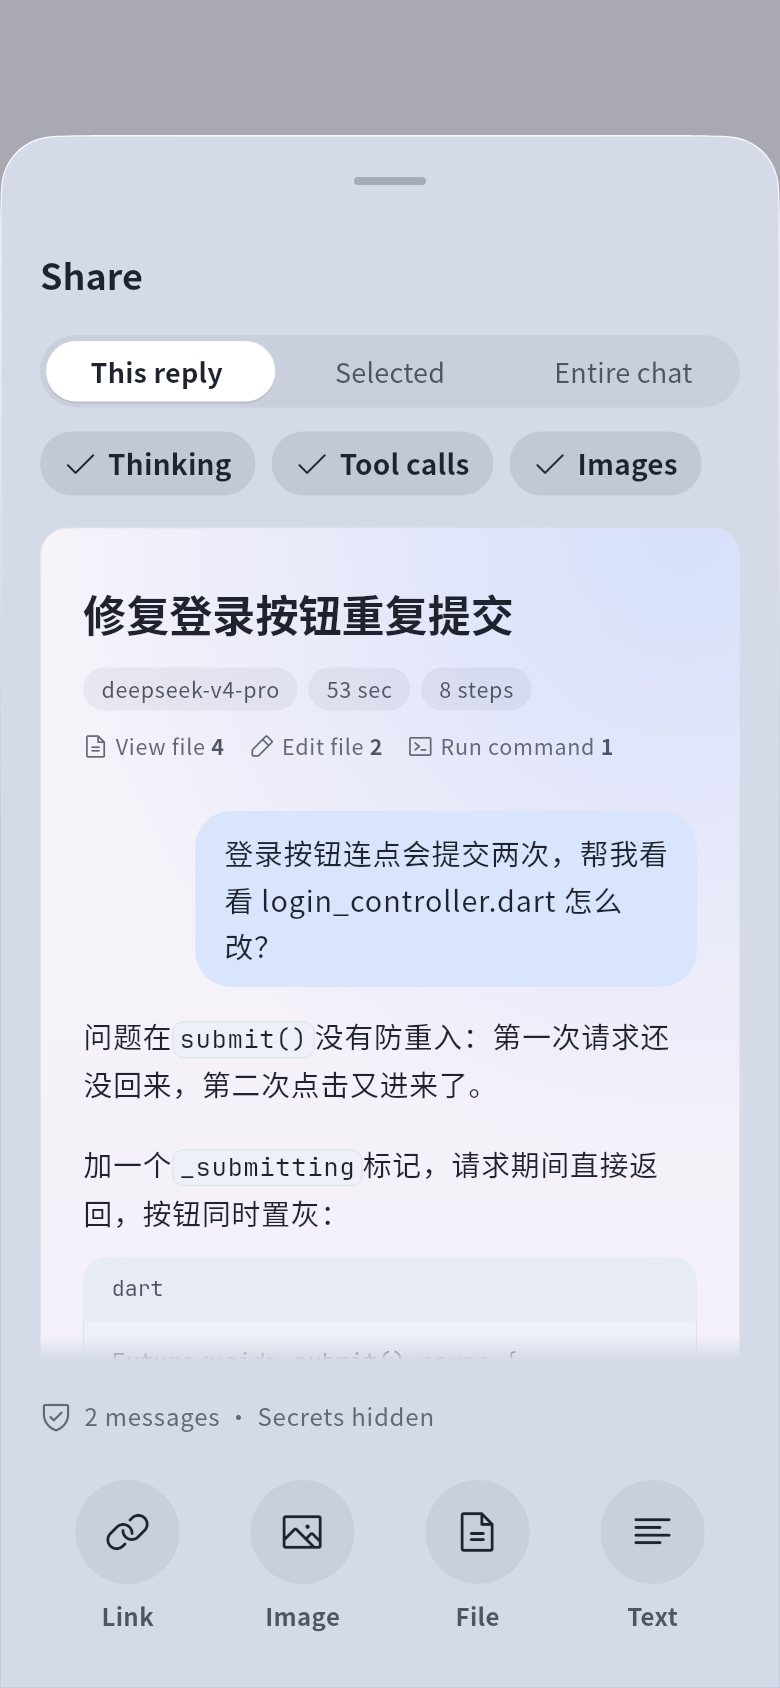 Share
This reply Selected Entire chat
Thinking Tool calls Images
修复登录按钮重复提交
deepseek-v4-pro 53 sec 8 steps
View file 4 Edit file 2 Run command 1
登录按钮连点会提交两次，帮我看
看 login_controller.dart 怎么
改？
问题在 submit() 没有防重入：第一次请求还
没回来，第二次点击又进来了。
加一个 _submitting 标记，请求期间直接返
回，按钮同时置灰：
dart
Future<void> submit() async {
2 messages • Secrets hidden
Link Image File Text